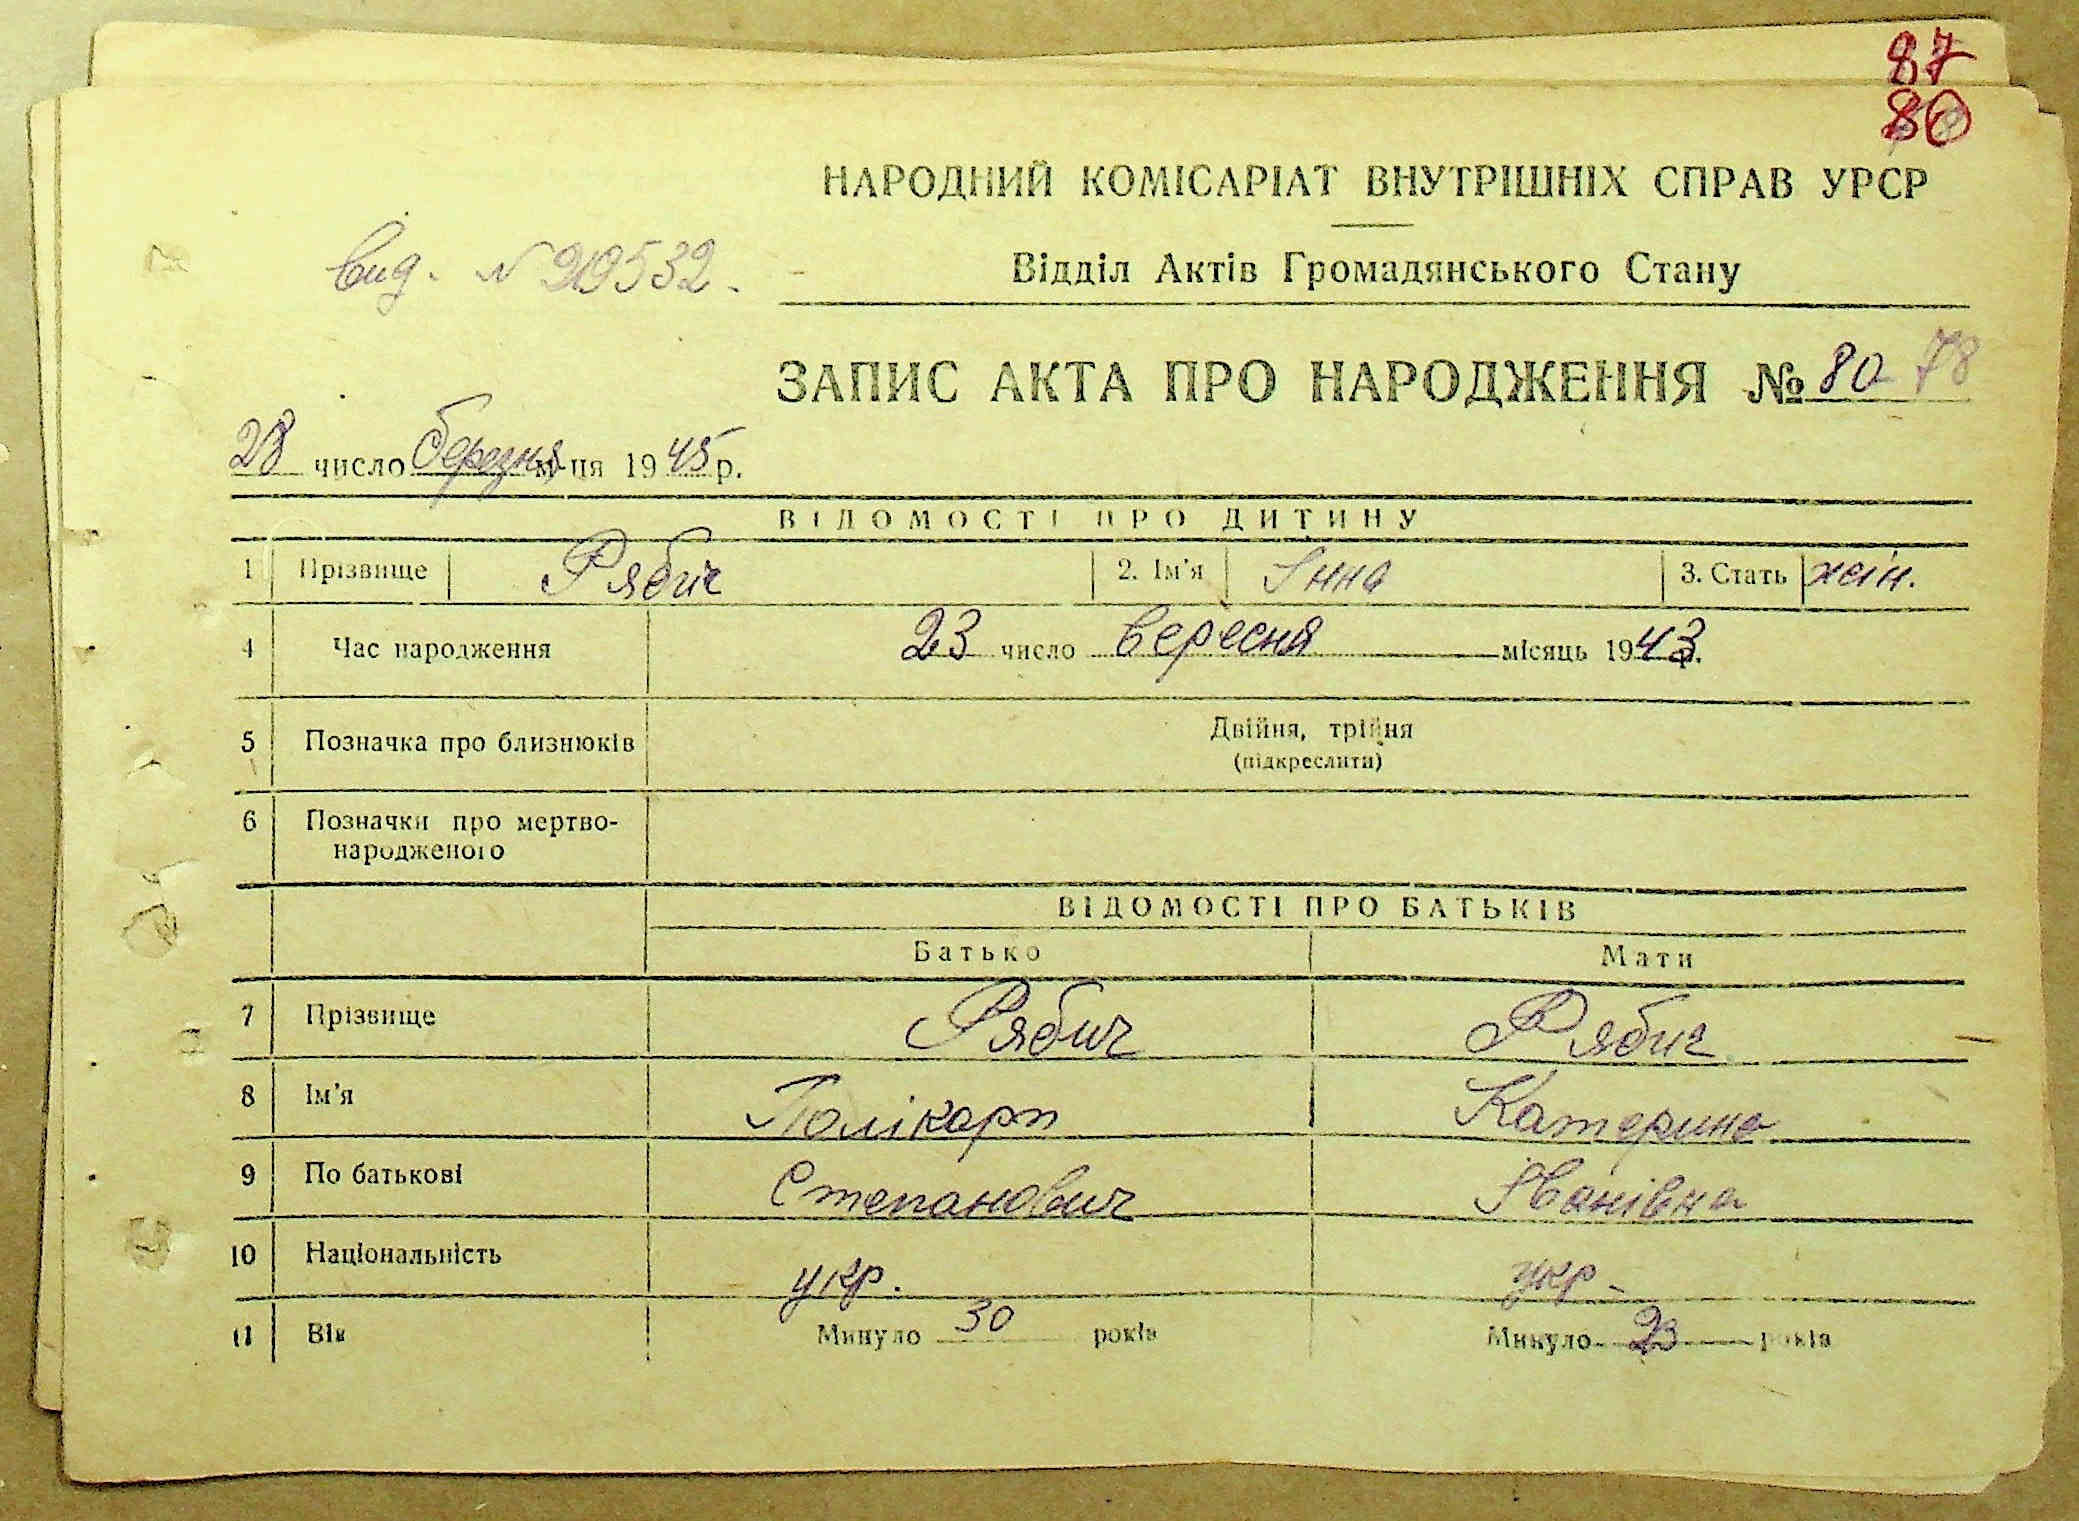 87
80
НАРОДНИЙ КОМІСАРІАТ ВНУТРІШНІХ СПРАВ УРСР
вид. N 20532.
Відділ Актів Громадянського Стану
ЗАПИС АКТА ПРО НАРОДЖЕННЯ № 80 78
28 число березня м-ця 1945 р.
ВІДОМОСТІ ПРО ДИТИНУ
1 Прізвище Рябич 2. Ім'я Інна 3. Стать жін.
4 Час народження 23 число вересня місяць 1943 р.
5 Позначка про близнюків Двійня, трійня
(підкреслити)
6 Позначки про мертво-
народженого
ВІДОМОСТІ ПРО БАТЬКІВ
Батько Мати
7 Прізвище Рябич Рябич
8 Ім'я Полікарп Катерина
9 По батькові Степанович Іванівна
10 Національність укр. укр-
11 Вік Минуло 30 років Минуло 23 років